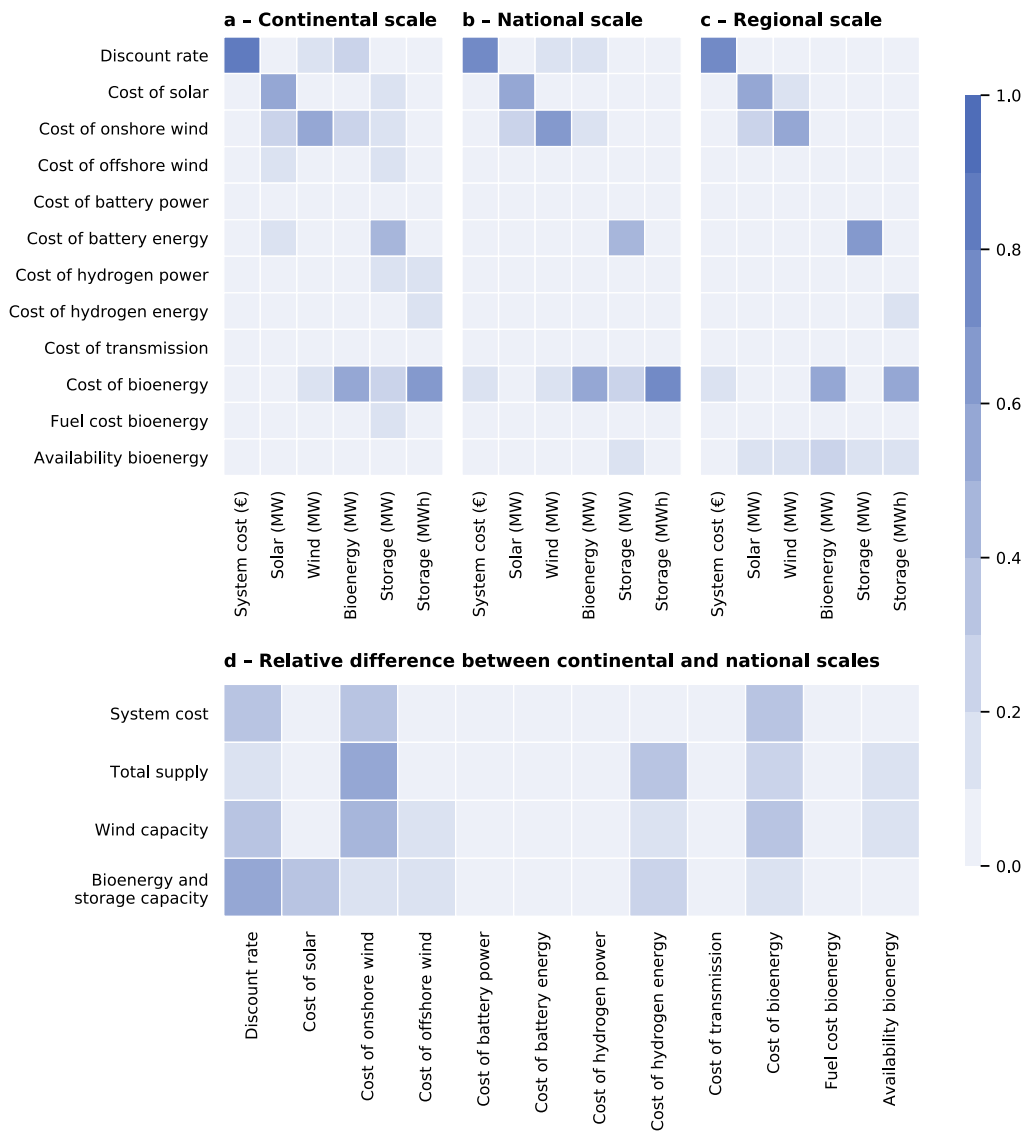 a – Continental scale
b – National scale
c – Regional scale
Discount rate
Cost of solar
Cost of onshore wind
Cost of offshore wind
Cost of battery power
Cost of battery energy
Cost of hydrogen power
Cost of hydrogen energy
Cost of transmission
Cost of bioenergy
Fuel cost bioenergy
Availability bioenergy
System cost (€)
Solar (MW)
Wind (MW)
Bioenergy (MW)
Storage (MW)
Storage (MWh)
System cost (€)
Solar (MW)
Wind (MW)
Bioenergy (MW)
Storage (MW)
Storage (MWh)
System cost (€)
Solar (MW)
Wind (MW)
Bioenergy (MW)
Storage (MW)
Storage (MWh)
1.0
0.8
0.6
0.4
0.2
0.0
d – Relative difference between continental and national scales
System cost
Total supply
Wind capacity
Bioenergy and
storage capacity
Discount rate
Cost of solar
Cost of onshore wind
Cost of offshore wind
Cost of battery power
Cost of battery energy
Cost of hydrogen power
Cost of hydrogen energy
Cost of transmission
Cost of bioenergy
Fuel cost bioenergy
Availability bioenergy